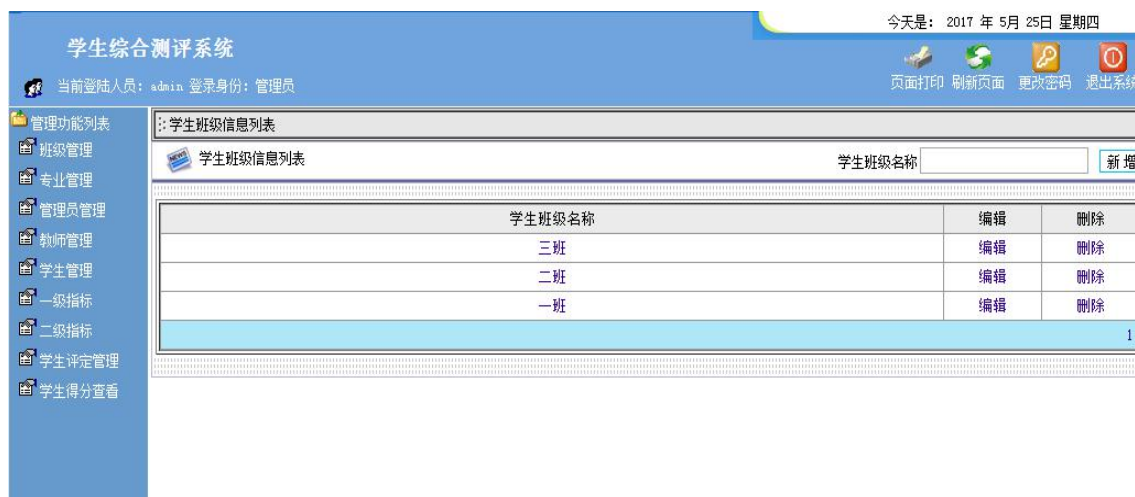 今天是： 2017 年 5月 25日 星期四
学生综合测评系统
当前登陆人员：admin 登录身份：管理员
页面打印 刷新页面 更改密码 退出系统
管理功能列表
班级管理
专业管理
管理员管理
教师管理
学生管理
一级指标
二级指标
学生评定管理
学生得分查看
学生班级信息列表
NEWS 学生班级信息列表 学生班级名称 新 增
学生班级名称 编辑 删除
三班 编辑 删除
二班 编辑 删除
一班 编辑 删除
1